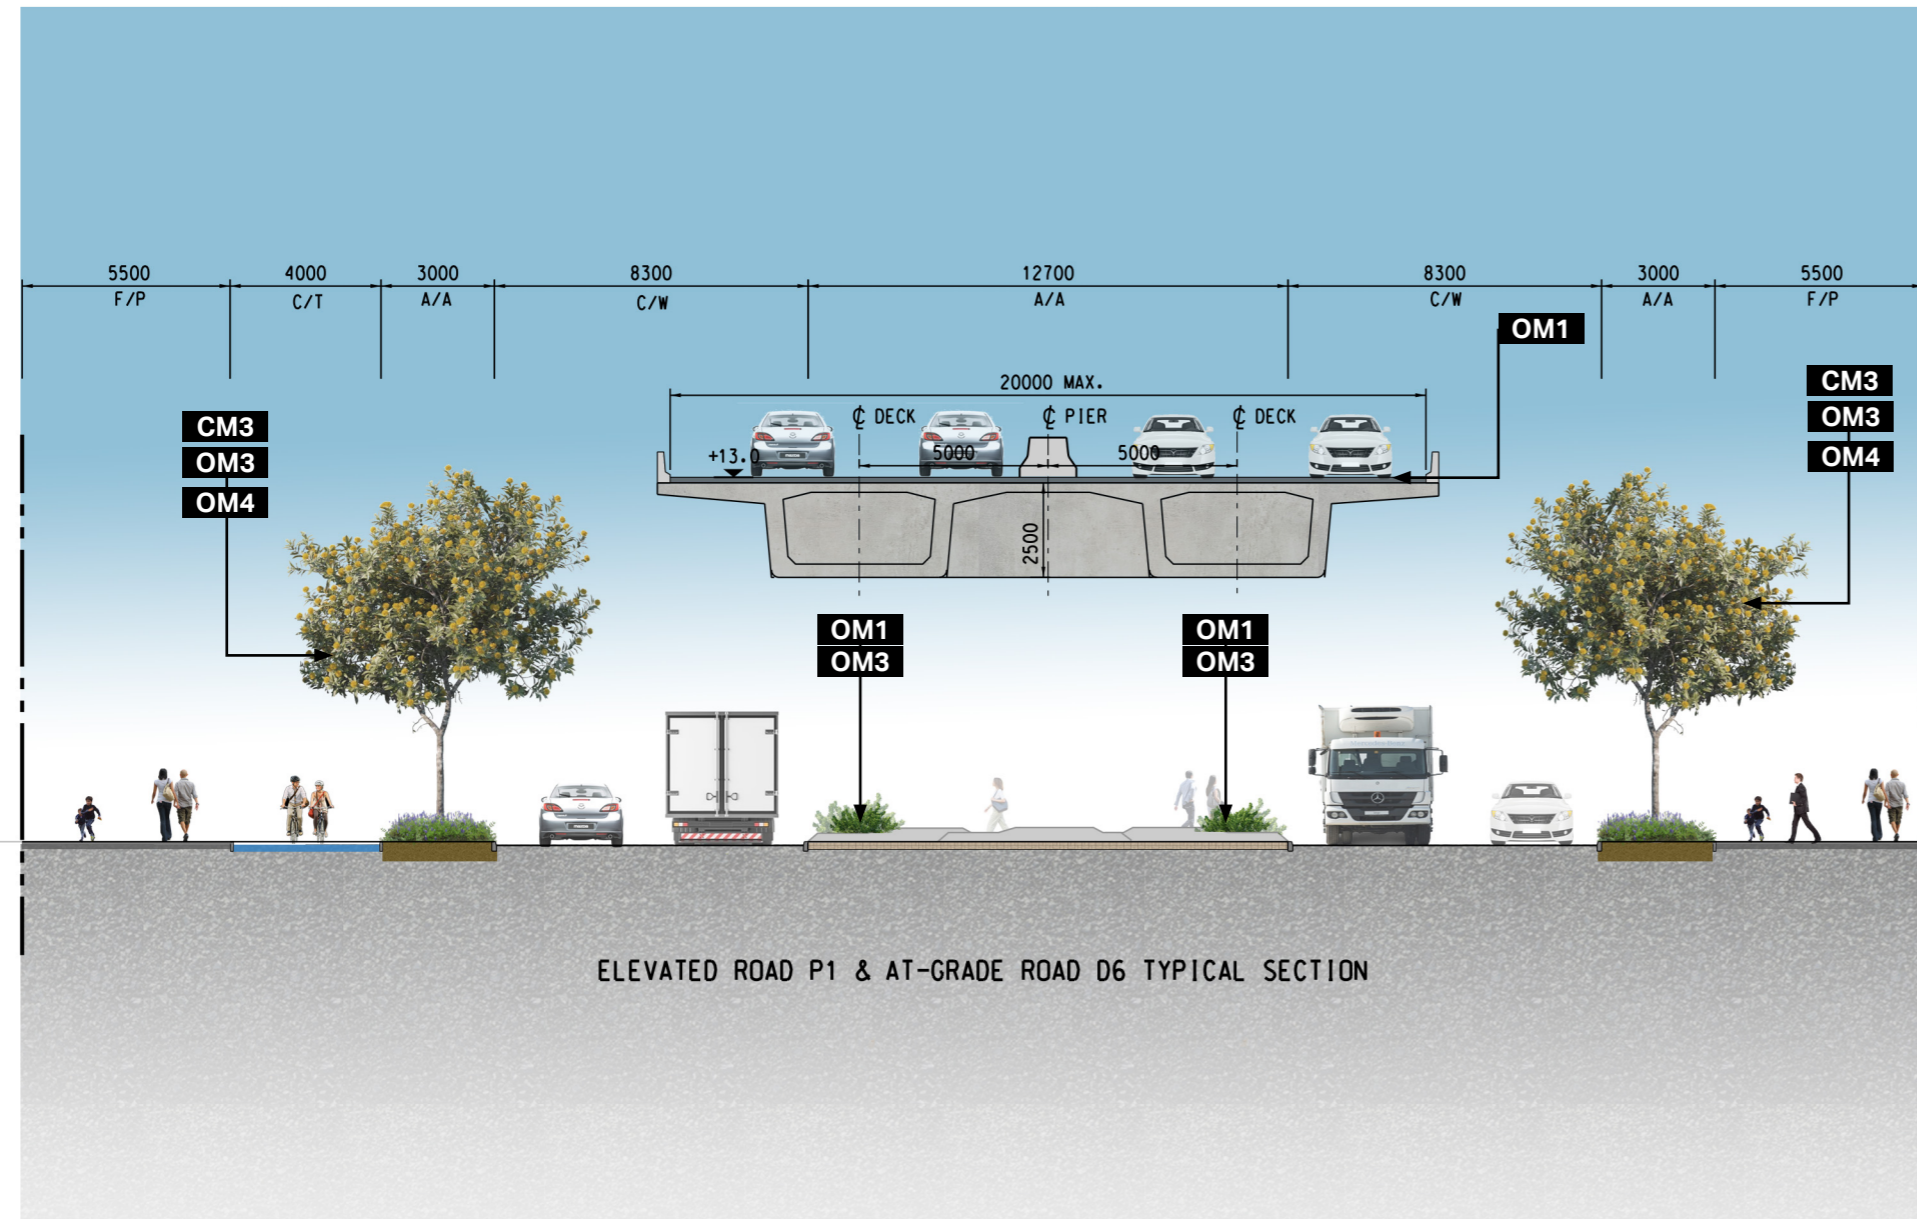 5500 4000 3000 8300 12700 8300 3000 5500
F/P C/T A/A C/W A/A C/W A/A F/P
OM1
20000 MAX.
CM3
OM3
OM4
CM3
OM3
OM4
℄ DECK ℄ PIER ℄ DECK
+13.0 5000 5000
2500
OM1
OM3
OM1
OM3
ELEVATED ROAD P1 & AT-GRADE ROAD D6 TYPICAL SECTION